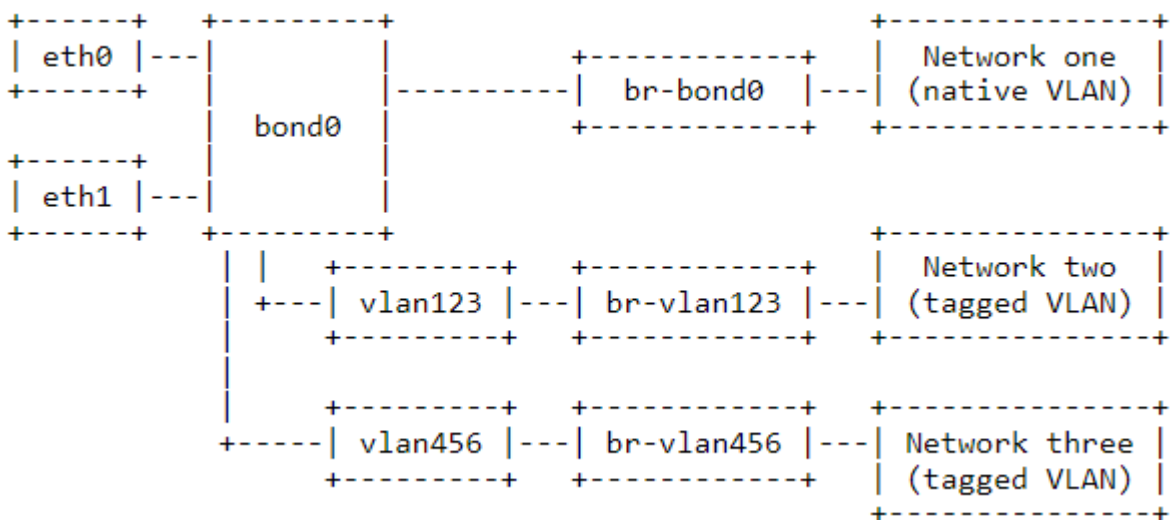 eth0
Network one
br-bond0
(native VLAN)
bond0
eth1
Network two
vlan123
br-vlan123
(tagged VLAN)
vlan456
br-vlan456
Network three
(tagged VLAN)